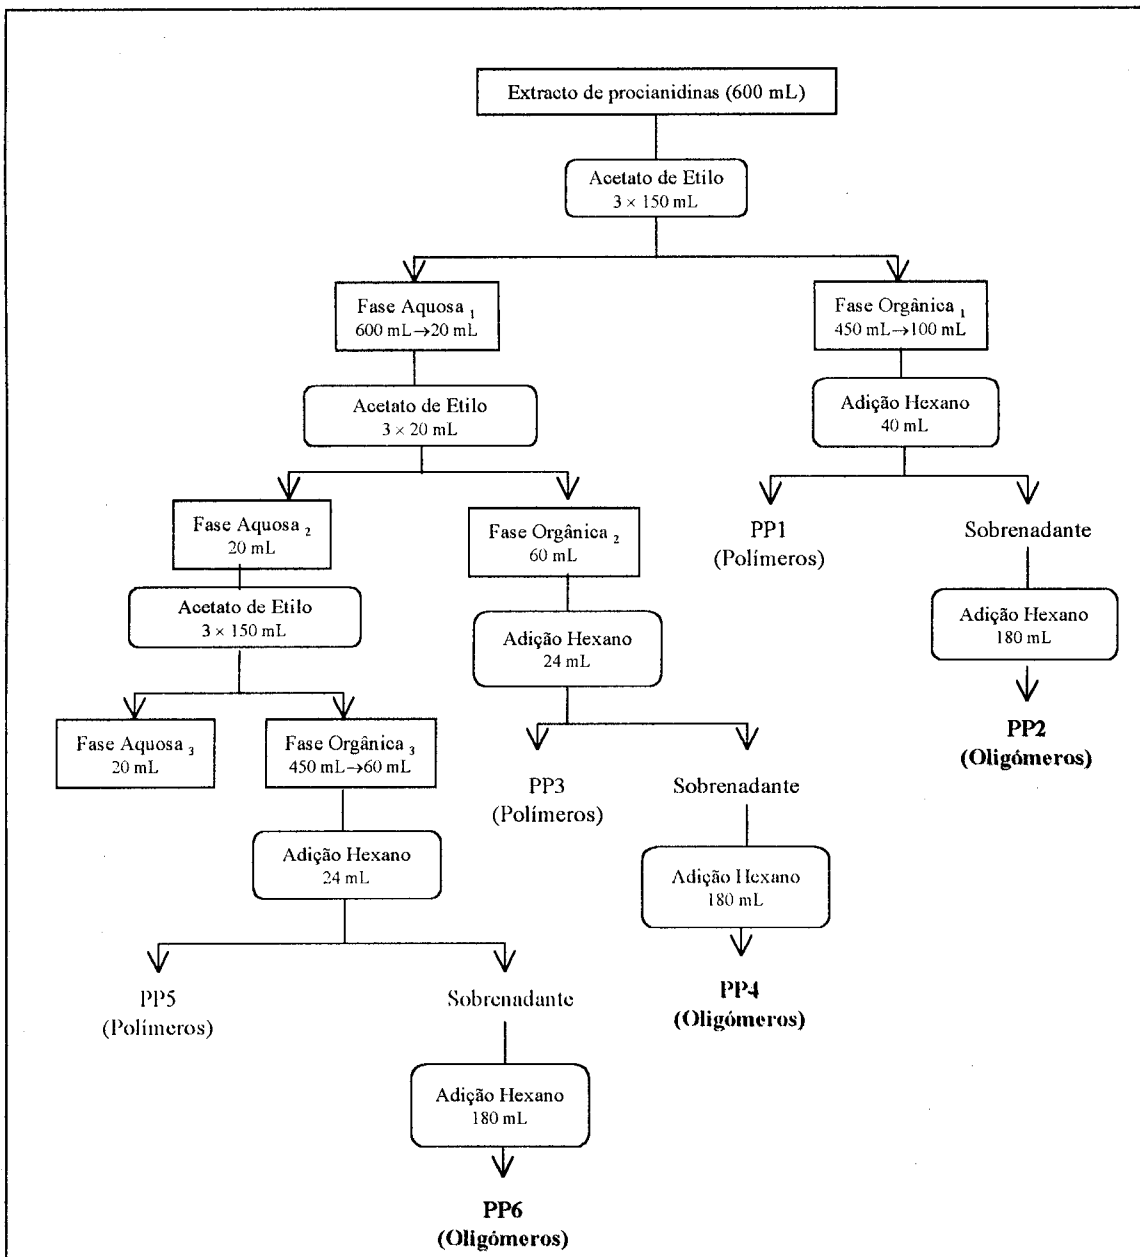 Extracto de procianidinas (600 mL)
Acetato de Etilo
3 × 150 mL
Fase Aquosa 1
600 mL→20 mL
Fase Orgânica 1
450 mL→100 mL
Acetato de Etilo
3 × 20 mL
Adição Hexano
40 mL
Fase Aquosa 2
20 mL
Fase Orgânica 2
60 mL
PP1
(Polímeros)
Sobrenadante
Acetato de Etilo
3 × 150 mL
Adição Hexano
24 mL
Adição Hexano
180 mL
Fase Aquosa 3
20 mL
Fase Orgânica 3
450 mL→60 mL
PP3
(Polímeros)
Sobrenadante
PP2
(Oligómeros)
Adição Hexano
24 mL
Adição Hexano
180 mL
PP5
(Polímeros)
Sobrenadante
PP4
(Oligómeros)
Adição Hexano
180 mL
PP6
(Oligómeros)